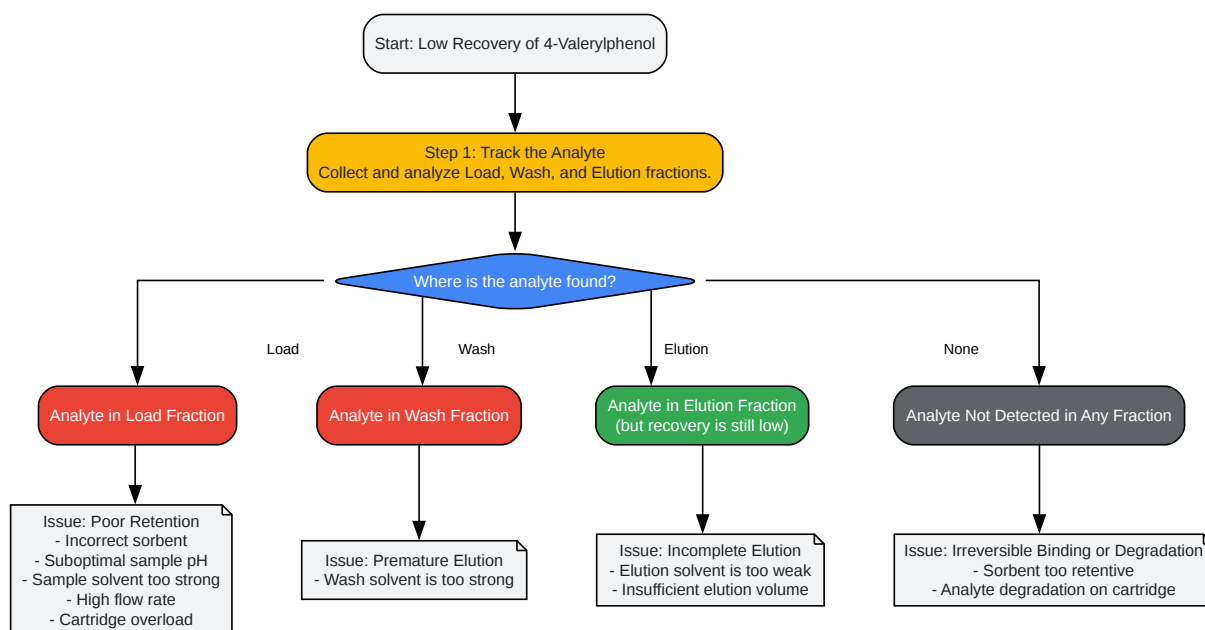 Start: Low Recovery of 4-Valerylphenol
Step 1: Track the Analyte
Collect and analyze Load, Wash, and Elution fractions.
Where is the analyte found?
Load
Wash
Elution
None
Analyte in Load Fraction
Analyte in Wash Fraction
Analyte in Elution Fraction
(but recovery is still low)
Analyte Not Detected in Any Fraction
Issue: Poor Retention
- Incorrect sorbent
- Suboptimal sample pH
- Sample solvent too strong
- High flow rate
- Cartridge overload
Issue: Premature Elution
- Wash solvent is too strong
Issue: Incomplete Elution
- Elution solvent is too weak
- Insufficient elution volume
Issue: Irreversible Binding or Degradation
- Sorbent too retentive
- Analyte degradation on cartridge